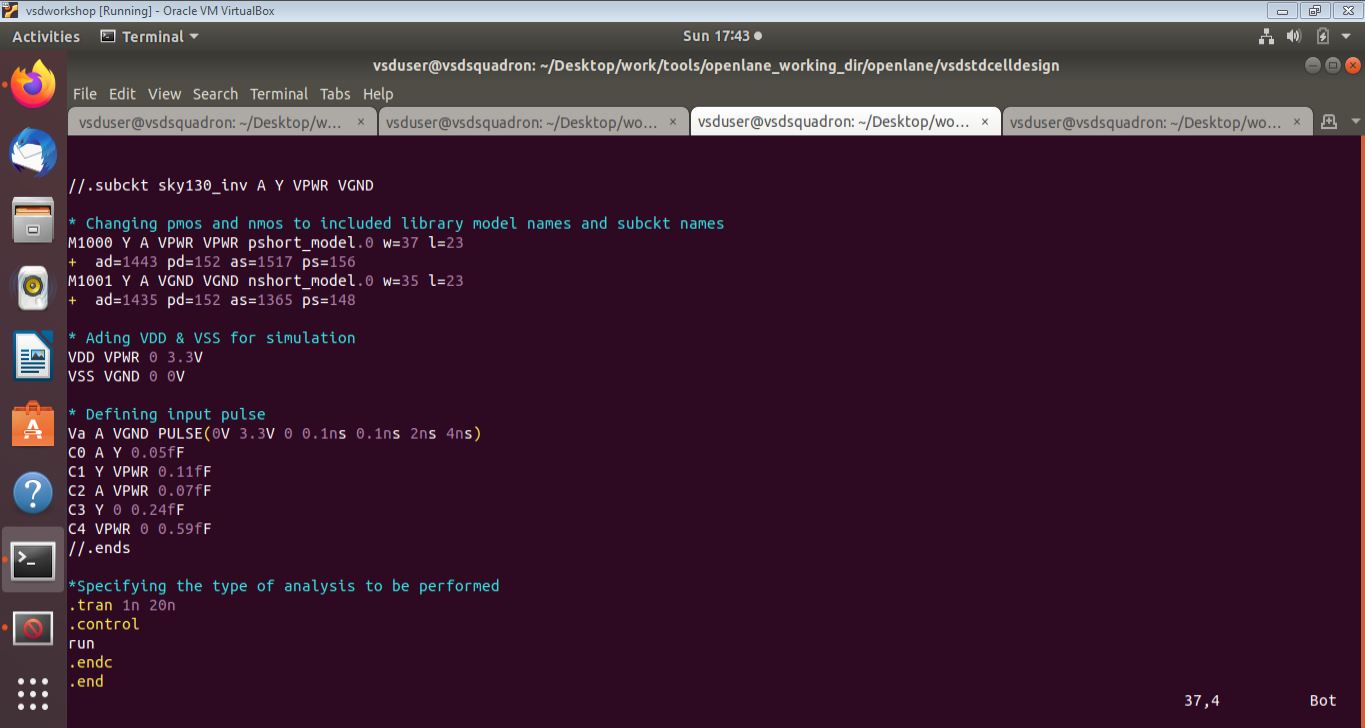 vsdworkshop [Running] - Oracle VM VirtualBox
Activities Terminal Sun 17:43
vsduser@vsdsquadron: ~/Desktop/work/tools/openlane_working_dir/openlane/vsdstdcelldesign
File Edit View Search Terminal Tabs Help
vsduser@vsdsquadron: ~/Desktop/w... × vsduser@vsdsquadron: ~/Desktop/wo... × vsduser@vsdsquadron: ~/Desktop/wo... × vsduser@vsdsquadron: ~/Desktop/wo... ×
//.subckt sky130_inv A Y VPWR VGND
* Changing pmos and nmos to included library model names and subckt names
M1000 Y A VPWR VPWR pshort_model.0 w=37 l=23
+  ad=1443 pd=152 as=1517 ps=156
M1001 Y A VGND VGND nshort_model.0 w=35 l=23
+  ad=1435 pd=152 as=1365 ps=148
* Ading VDD & VSS for simulation
VDD VPWR 0 3.3V
VSS VGND 0 0V
* Defining input pulse
Va A VGND PULSE(0V 3.3V 0 0.1ns 0.1ns 2ns 4ns)
C0 A Y 0.05fF
C1 Y VPWR 0.11fF
C2 A VPWR 0.07fF
C3 Y 0 0.24fF
C4 VPWR 0 0.59fF
//.ends
*Specifying the type of analysis to be performed
.tran 1n 20n
.control
run
.endc
.end
37,4 Bot